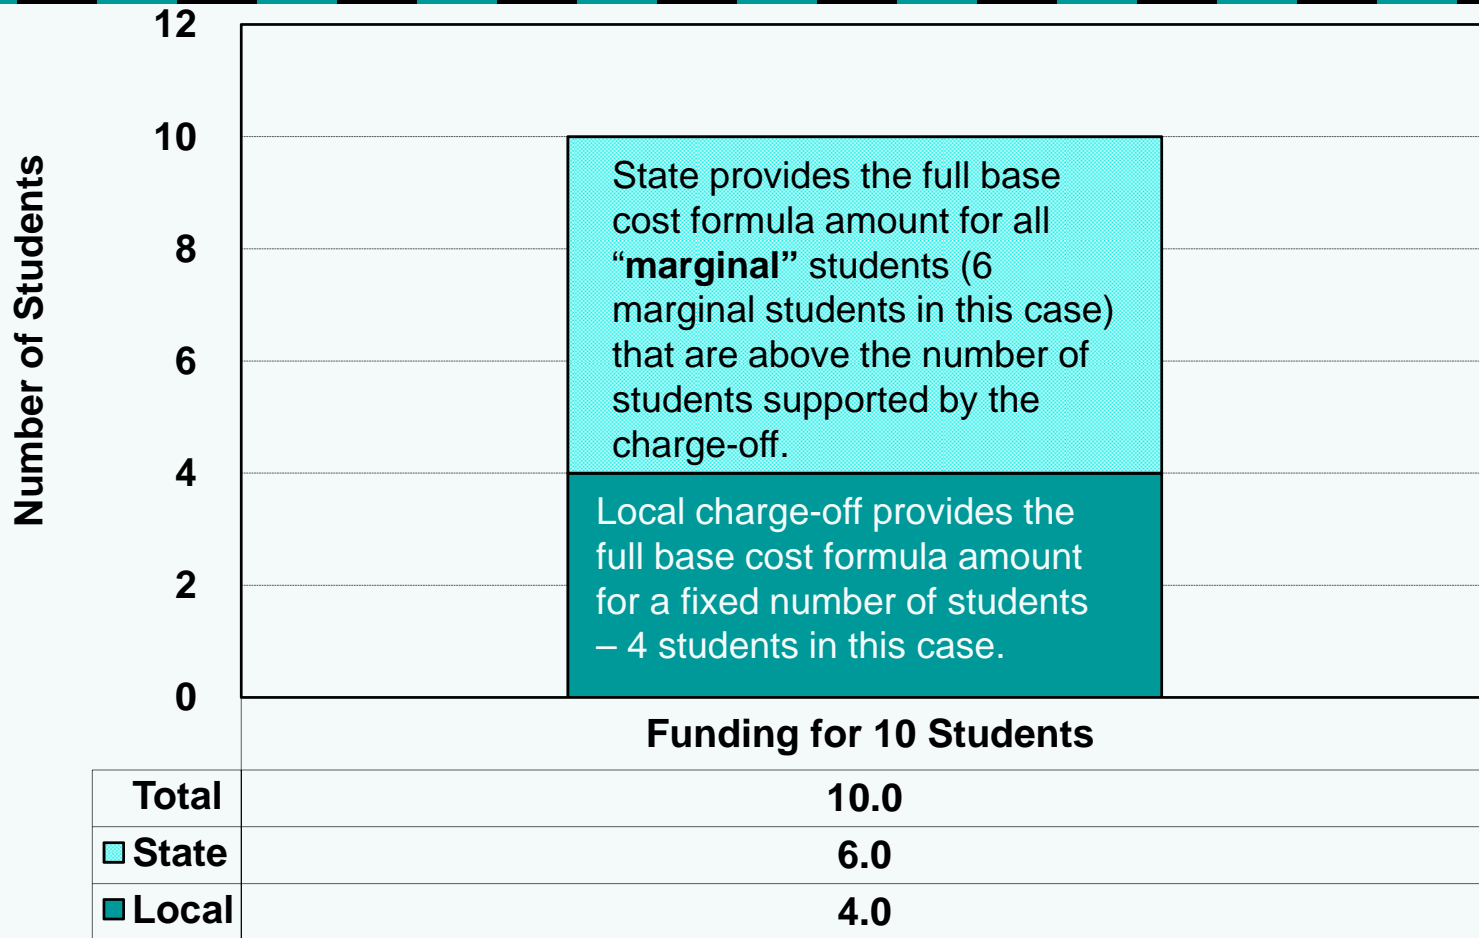 12
10
8
6
4
2
0
Number of Students
State provides the full base
cost formula amount for all
“marginal” students (6
marginal students in this case)
that are above the number of
students supported by the
charge-off.
Local charge-off provides the
full base cost formula amount
for a fixed number of students
– 4 students in this case.
Funding for 10 Students
Total 10.0
State 6.0
Local 4.0